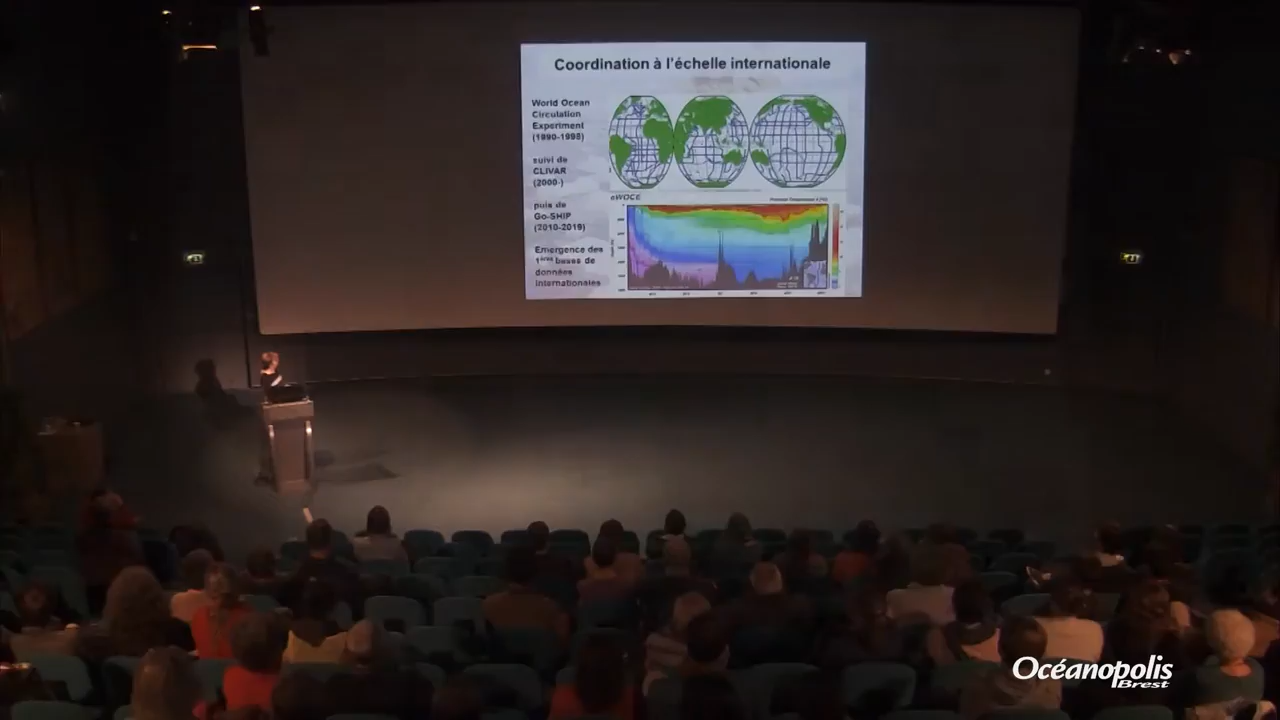 Coordination à l'échelle internationale
World Ocean
Circulation
Experiment
(1990-1998)
suivi de
CLIVAR
(2000-)
puis de
Go-SHIP
(2010-2019)
Emergence des
1ères bases de
données
internationales
eWOCE
Océanopolis
Brest